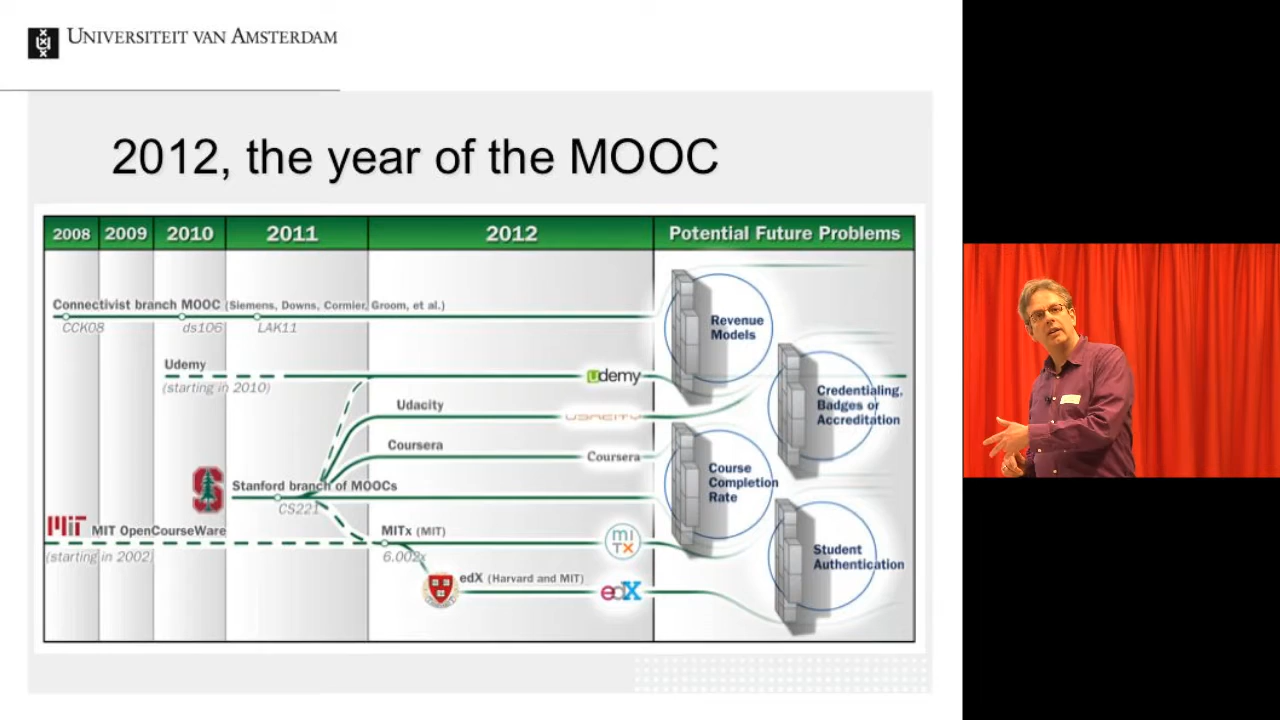 UNIVERSITEIT VAN AMSTERDAM
2012, the year of the MOOC
2008 2009 2010 2011 2012 Potential Future Problems
Connectivist branch MOOC (Siemens, Downs, Cormier, Groom, et al.)
CCK08 ds106 LAK11
Revenue
Models
Udemy
(starting in 2010)
udemy
Credentialing,
Badges or
Accreditation
Udacity
UDACITY
Coursera
Coursera
Course
Completion
Rate
Stanford branch of MOOCs
CS221
MIT
MIT OpenCourseWare
(starting in 2002)
MITx (MIT)
6.002x
MITx
Student
Authentication
edX (Harvard and MIT)
edX